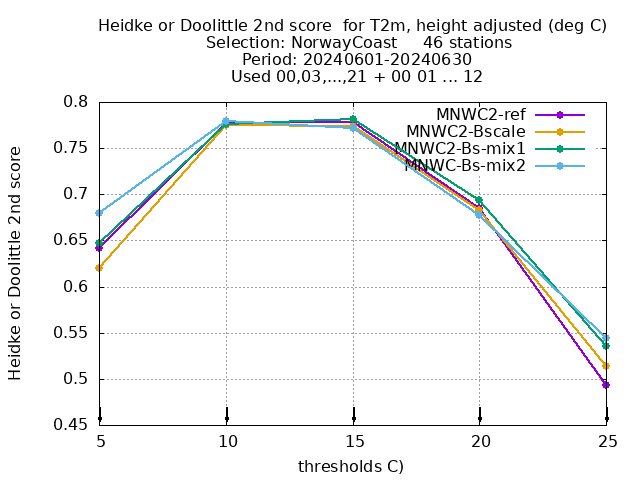 Heidke or Doolittle 2nd score  for T2m, height adjusted (deg C)
Selection: NorwayCoast     46 stations
Period: 20240601-20240630
Used 00,03,...,21 + 00 01 ... 12
MNWC2-ref
MNWC2-Bscale
MNWC2-Bs-mix1
MNWC-Bs-mix2
Heidke or Doolittle 2nd score
0.8
0.75
0.7
0.65
0.6
0.55
0.5
0.45
5 10 15 20 25
thresholds C)